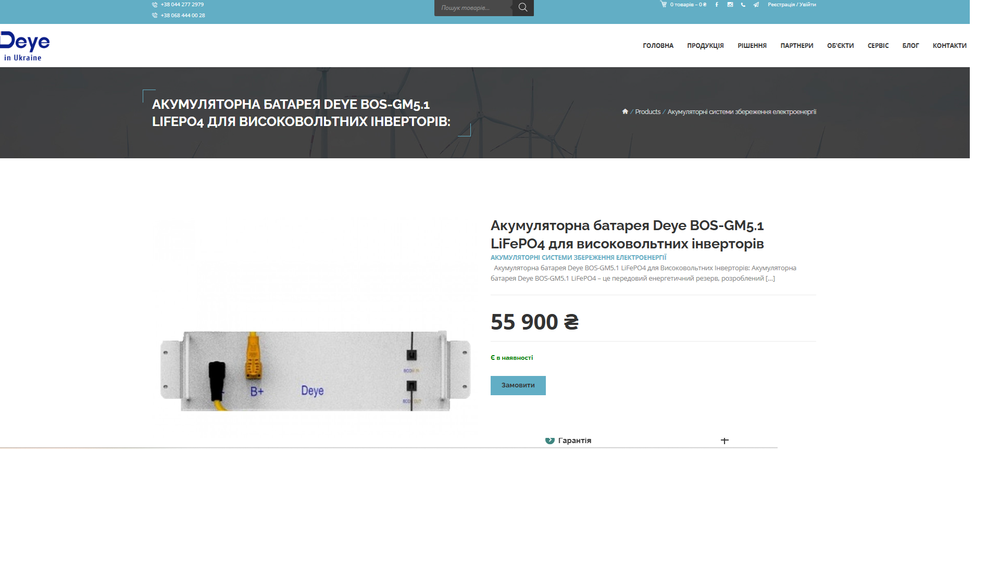 +38 044 277 2979
+38 068 444 00 28
Пошук товарів...
0 товарів – 0 ₴
Реєстрація / Увійти
Deye
in Ukraine
ГОЛОВНА
ПРОДУКЦІЯ
РІШЕННЯ
ПАРТНЕРИ
ОБ'ЄКТИ
СЕРВІС
БЛОГ
КОНТАКТИ
АКУМУЛЯТОРНА БАТАРЕЯ DEYE BOS-GM5.1
LIFEPO4 ДЛЯ ВИСОКОВОЛЬТНИХ ІНВЕРТОРІВ:
/ Products / Акумуляторні системи збереження електроенергії
Акумуляторна батарея Deye BOS-GM5.1
LiFePO4 для високовольтних інверторів
АКУМУЛЯТОРНІ СИСТЕМИ ЗБЕРЕЖЕННЯ ЕЛЕКТРОЕНЕРГІЇ
Акумуляторна батарея Deye BOS-GM5.1 LiFePO4 для Високовольтних Інверторів: Акумуляторна
батарея Deye BOS-GM5.1 LiFePO4 – це передовий енергетичний резерв, розроблений [...]
55 900 ₴
Є в наявності
Замовити
B+
Deye
Гарантія